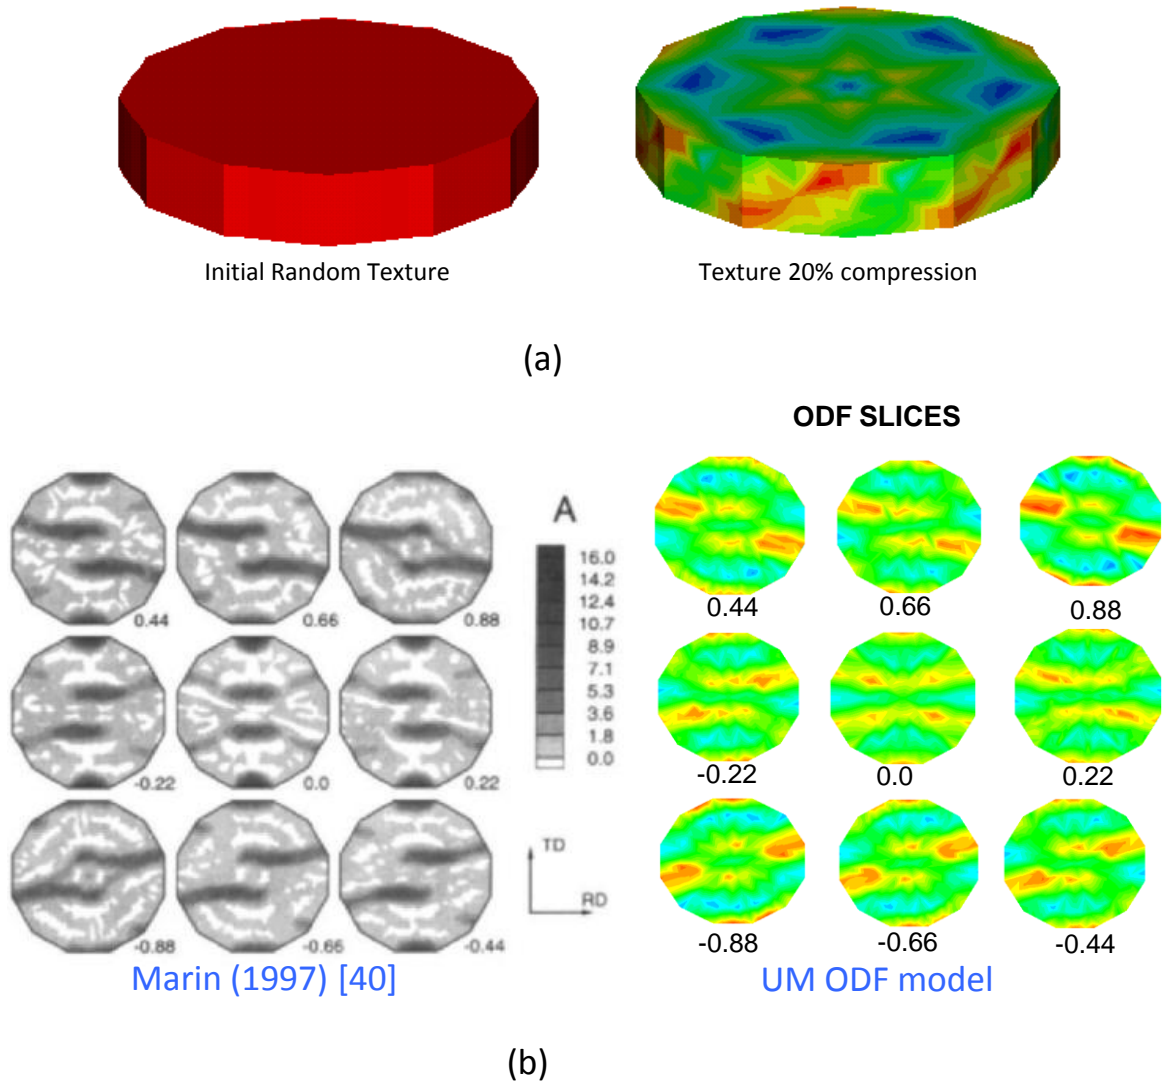 Initial Random Texture
Texture 20% compression
(a)
ODF SLICES
0.44
0.66
0.88
-0.22
0.0
0.22
-0.88
-0.66
-0.44
A
16.0
14.2
12.4
10.7
8.9
7.1
5.3
3.6
1.8
0.0
TD
RD
Marin (1997) [40]
0.44
0.66
0.88
-0.22
0.0
0.22
-0.88
-0.66
-0.44
UM ODF model
(b)